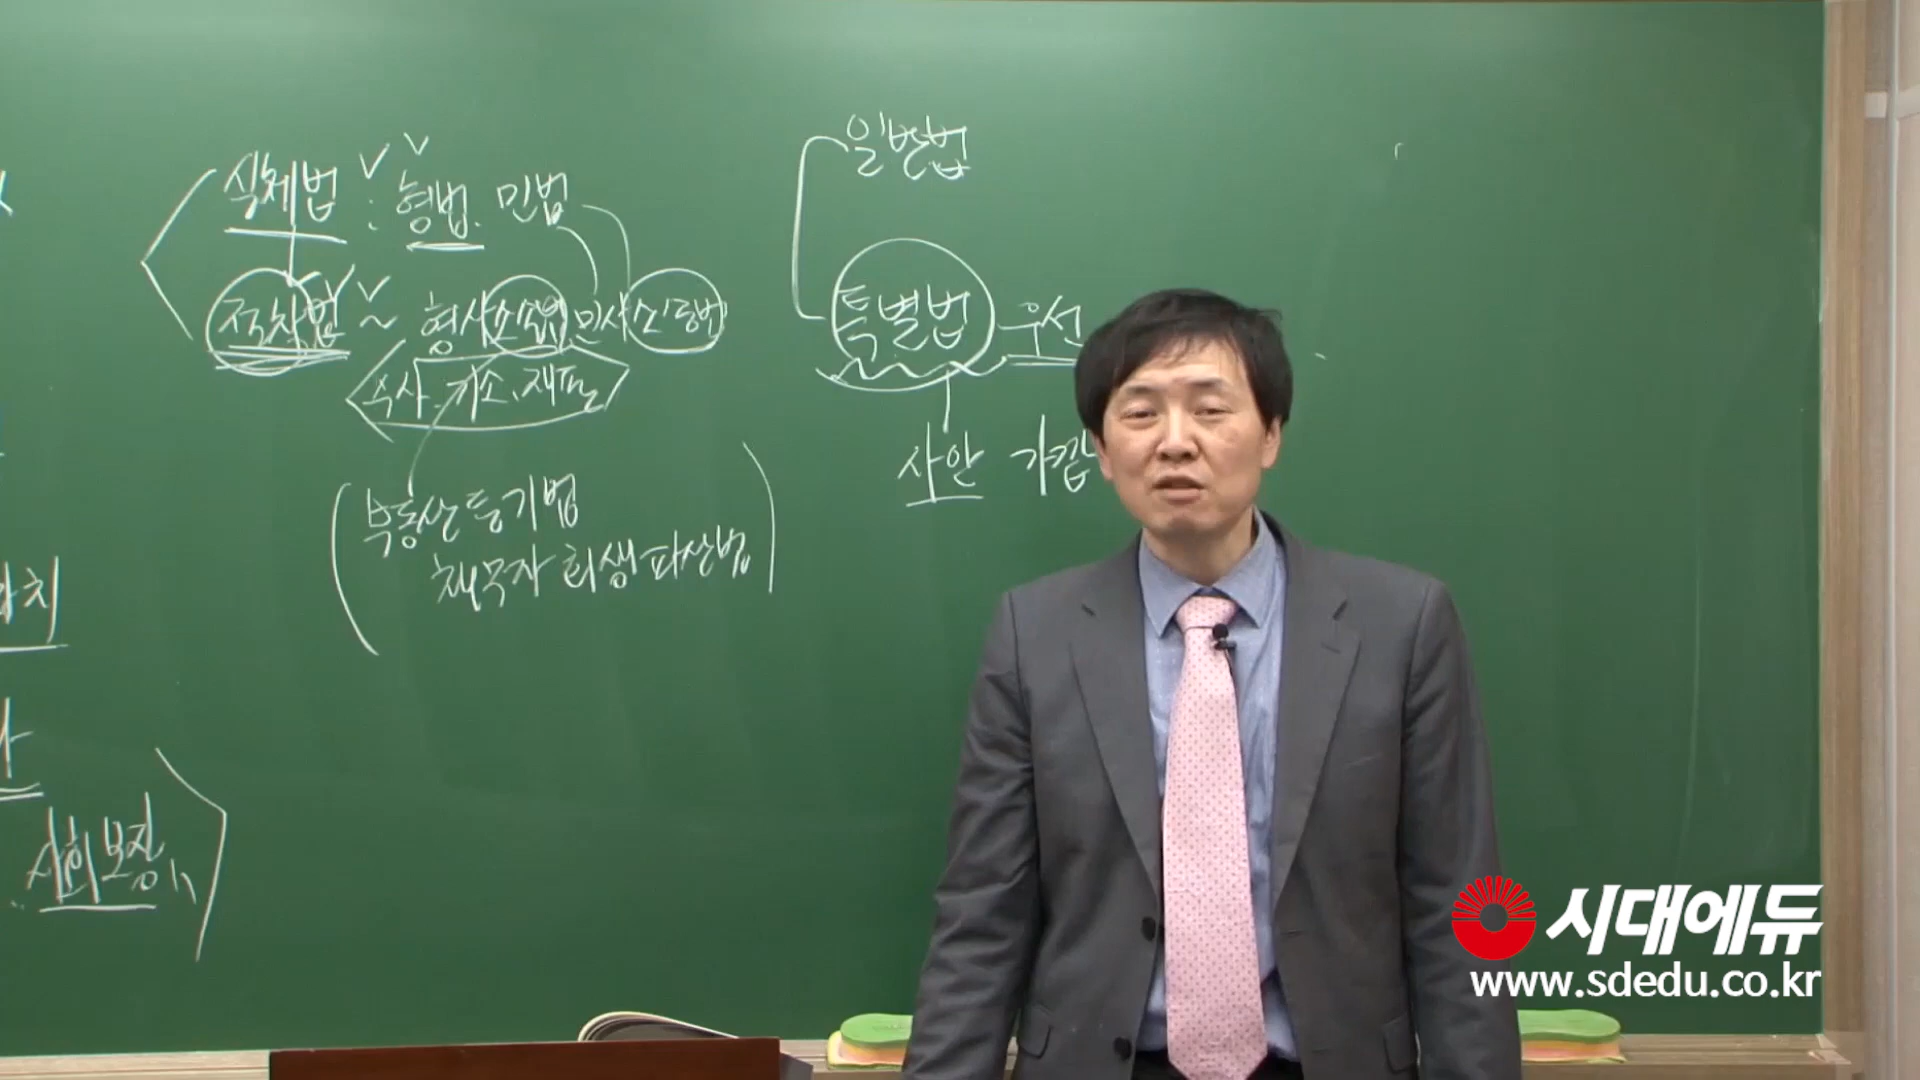 실체법 : 형법. 민법
절차법 ~ 형사소송법 민사소송법
수사. 기소. 재판
부동산등기법
채무자 회생 파산법
일반법
특별법 우선
사안 가깝
치
사회보장
시대에듀
www.sdedu.co.kr